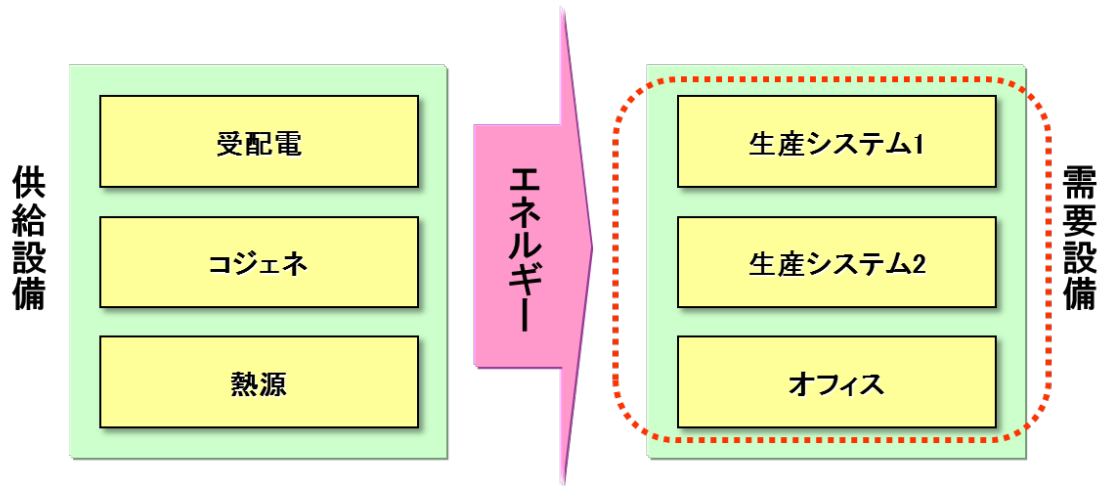 供給設備
受配電
コジェネ
熱源
エネルギー
生産システム1
生産システム2
オフィス
需要設備